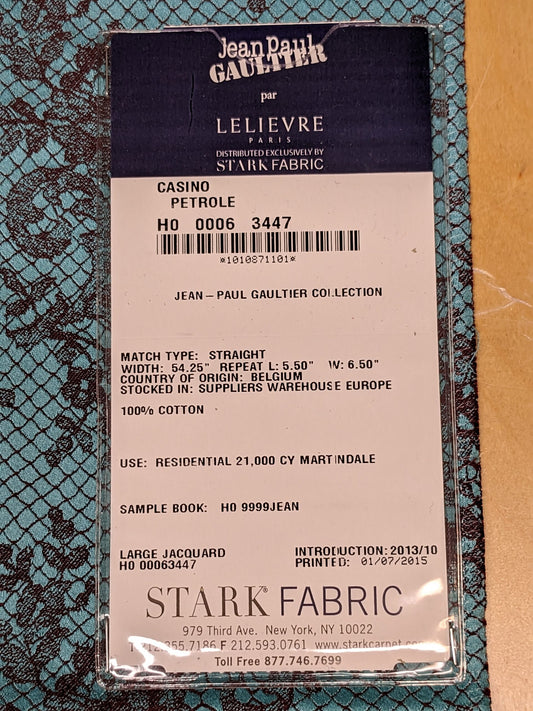 Jean Paul
GAULTIER
par
LELIEVRE
PARIS
DISTRIBUTED EXCLUSIVELY BY
STARK FABRIC
CASINO
PETROLE
H0 0006 3447
*1010871101*
JEAN-PAUL GAULTIER COLLECTION
MATCH TYPE: STRAIGHT
WIDTH: 54.25" REPEAT L: 5.50" W: 6.50"
COUNTRY OF ORIGIN: BELGIUM
STOCKED IN: SUPPLIERS WAREHOUSE EUROPE
100% COTTON
USE: RESIDENTIAL 21,000 CY MARTINDALE
SAMPLE BOOK: H0 9999JEAN
LARGE JACQUARD INTRODUCTION: 2013/10
H0 00063447 PRINTED: 01/07/2015
STARK® FABRIC
979 Third Ave. New York, NY 10022
T 212.355.7186 F 212.593.0761 www.starkcarpet.com
Toll Free 877.746.7699